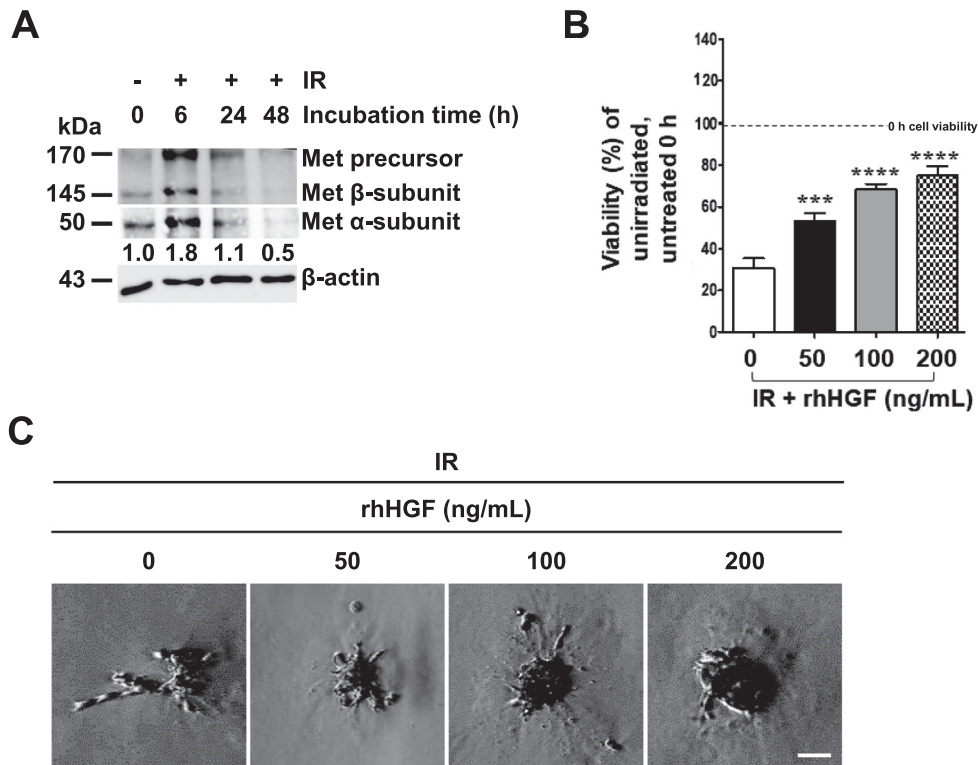 A
- + + + IR
0 6 24 48 Incubation time (h)
kDa
170 Met precursor
145 Met β-subunit
50 Met α-subunit
1.0 1.8 1.1 0.5
43 β-actin
B
Viability (%) of
unirradiated,
untreated 0 h
140
120
100
80
60
40
20
0
0 h cell viability
***
****
****
0 50 100 200
IR + rhHGF (ng/mL)
C
IR
rhHGF (ng/mL)
0 50 100 200